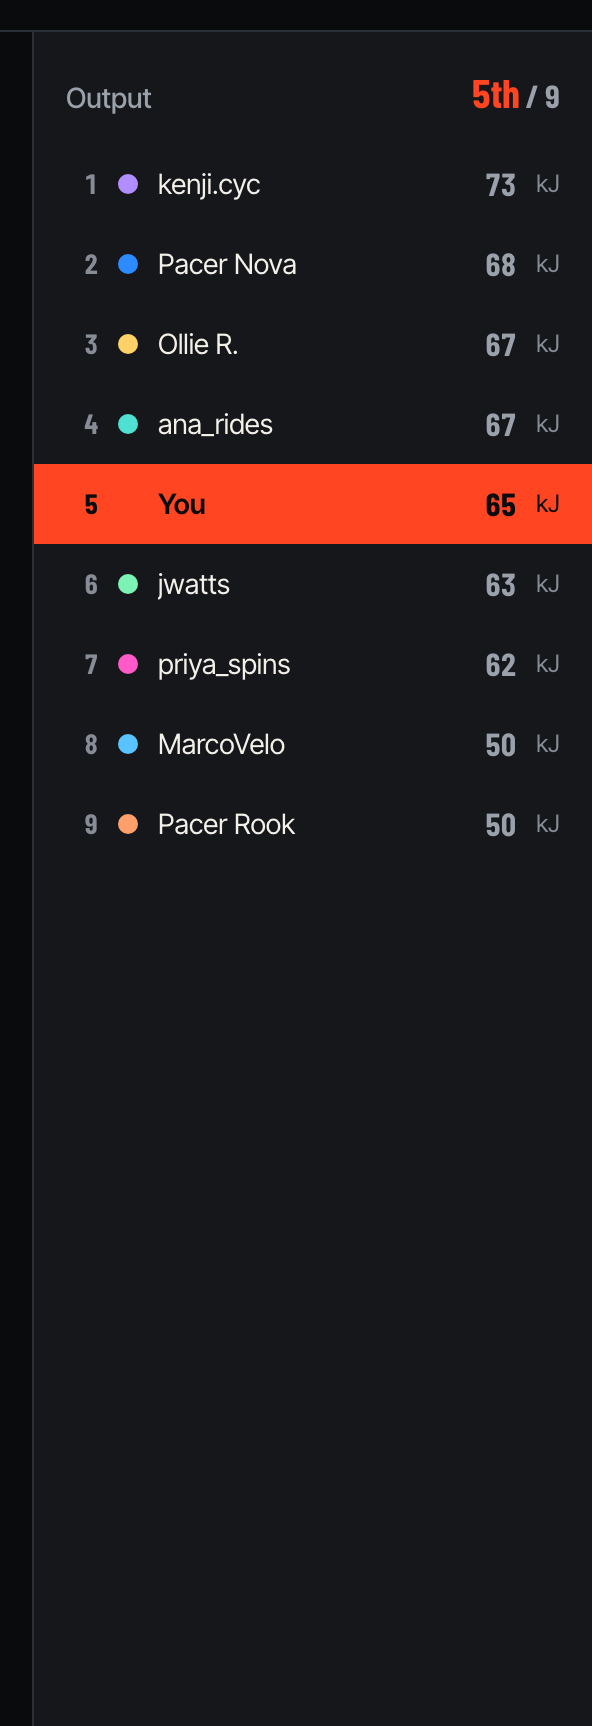 Output 5th / 9
1 kenji.cyc 73 kJ
2 Pacer Nova 68 kJ
3 Ollie R. 67 kJ
4 ana_rides 67 kJ
5 You 65 kJ
6 jwatts 63 kJ
7 priya_spins 62 kJ
8 MarcoVelo 50 kJ
9 Pacer Rook 50 kJ